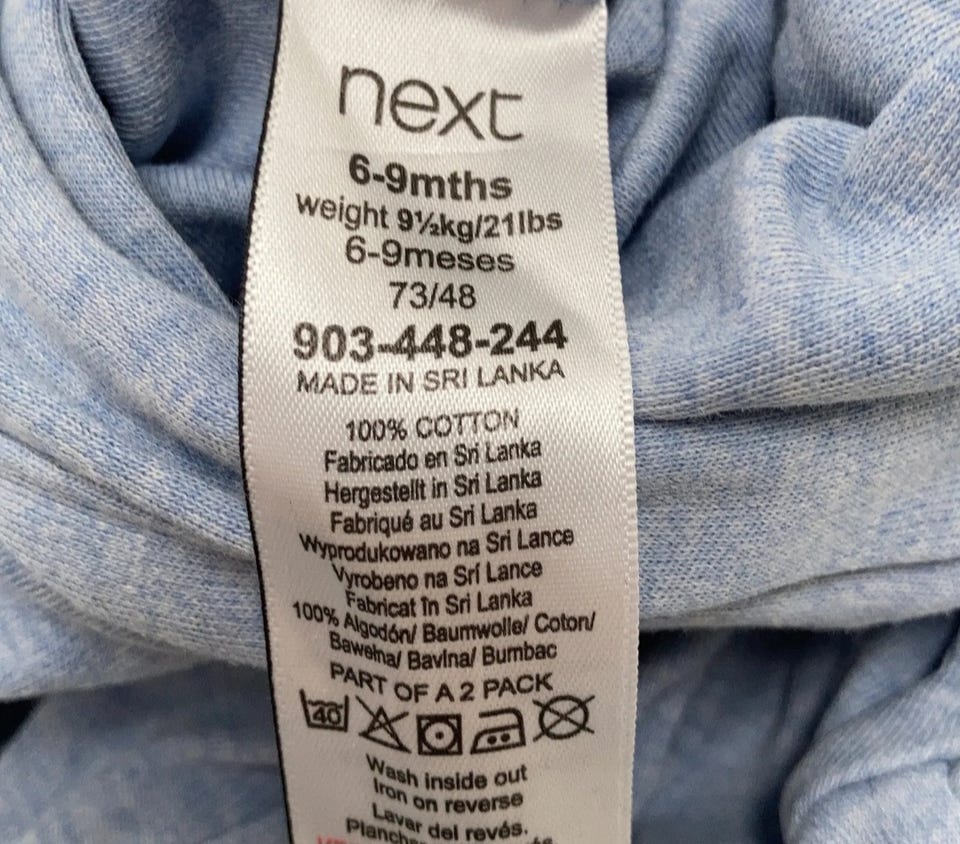 next
6-9mths
weight 9½kg/21lbs
6-9meses
73/48
903-448-244
MADE IN SRI LANKA
100% COTTON
Fabricado en Sri Lanka
Hergestellt in Sri Lanka
Fabriqué au Sri Lanka
Wyprodukowano na Sri Lance
Vyrobeno na Srí Lance
Fabricat în Sri Lanka
100% Algodón/ Baumwolle/ Coton/
Bawełna/ Bavlna/ Bumbac
PART OF A 2 PACK
40
Wash inside out
Iron on reverse
Lavar del revés.